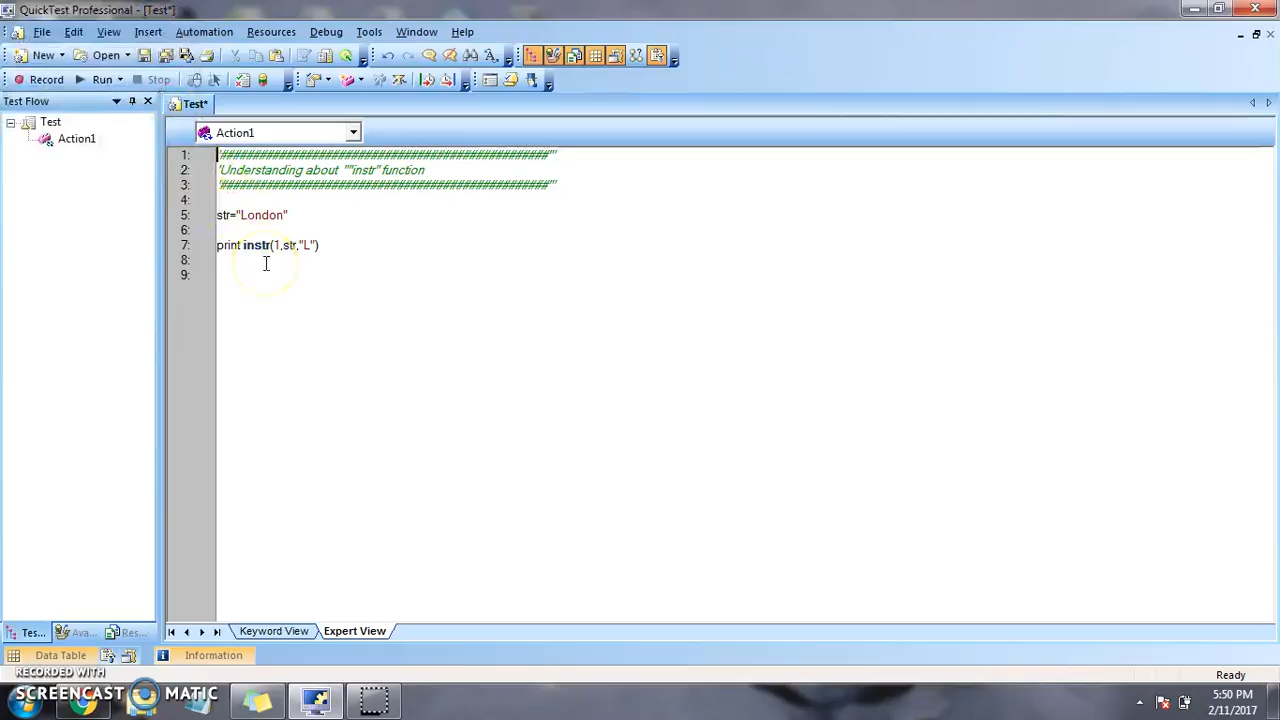 QuickTest Professional - [Test*]
File Edit View Insert Automation Resources Debug Tools Window Help
New Open
Record Run Stop
Test Flow
Test*
Test
Action1
Action1
1: '################################################'''
2: 'Understanding about ""instr" function
3: '################################################'''
4:
5: str="London"
6:
7: print instr(1,str,"L")
8:
9:
Tes... Ava... Res...
Keyword View Expert View
Data Table Information
RECORDED WITH
Ready
SCREENCAST MATIC
5:50 PM
2/11/2017